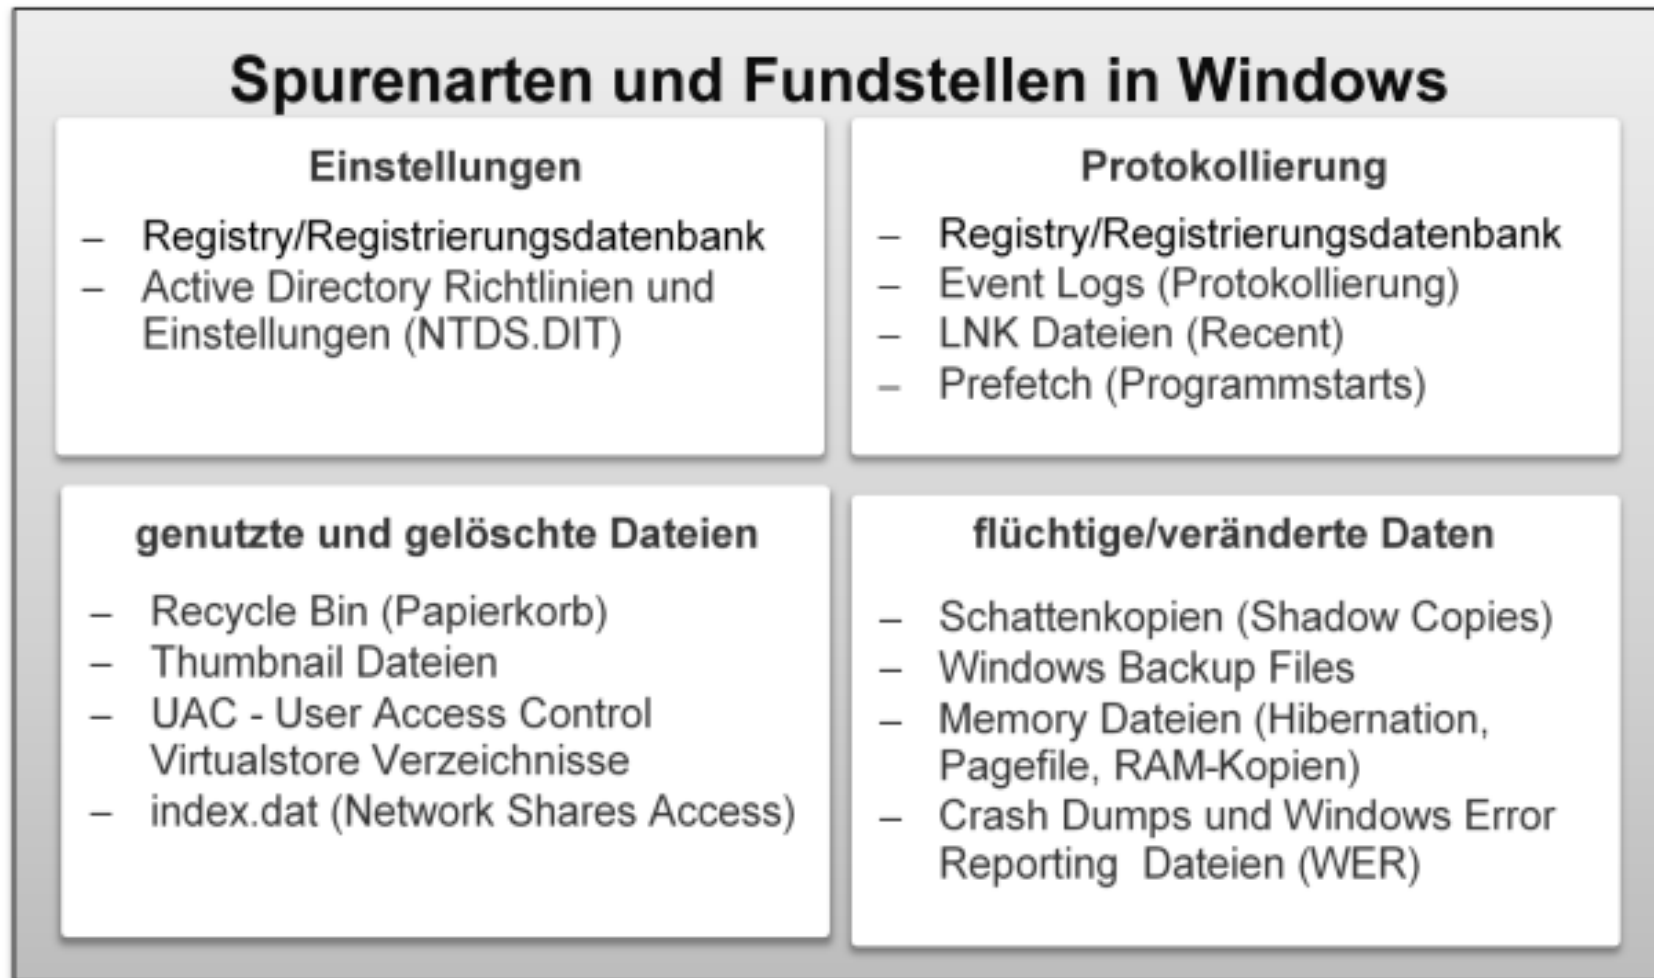 Spurenarten und Fundstellen in Windows
Einstellungen
– Registry/Registrierungsdatenbank
– Active Directory Richtlinien und
Einstellungen (NTDS.DIT)
Protokollierung
– Registry/Registrierungsdatenbank
– Event Logs (Protokollierung)
– LNK Dateien (Recent)
– Prefetch (Programmstarts)
genutzte und gelöschte Dateien
– Recycle Bin (Papierkorb)
– Thumbnail Dateien
– UAC - User Access Control
Virtualstore Verzeichnisse
– index.dat (Network Shares Access)
flüchtige/veränderte Daten
– Schattenkopien (Shadow Copies)
– Windows Backup Files
– Memory Dateien (Hibernation,
Pagefile, RAM-Kopien)
– Crash Dumps und Windows Error
Reporting Dateien (WER)